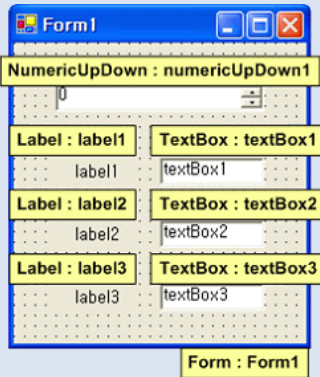 Form1
NumericUpDown : numericUpDown1
0
Label : label1 TextBox : textBox1
label1 textBox1
Label : label2 TextBox : textBox2
label2 textBox2
Label : label3 TextBox : textBox3
label3 textBox3
Form : Form1